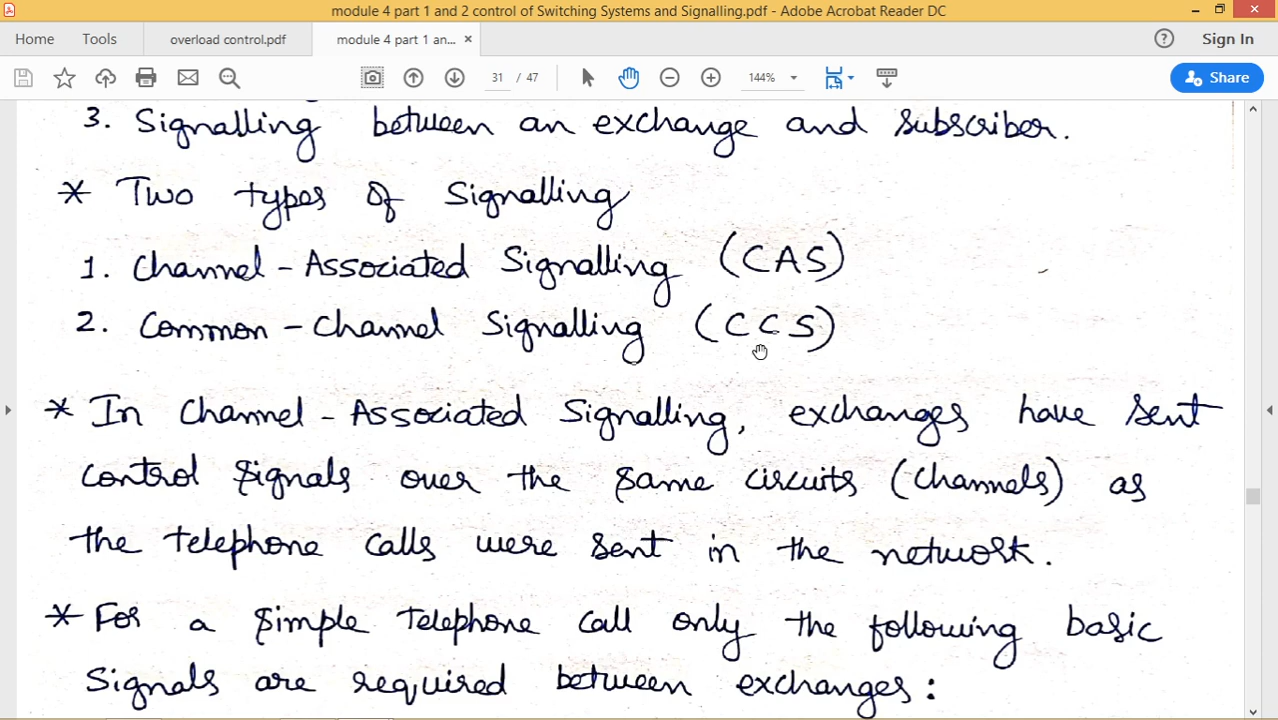 module 4 part 1 and 2 control of Switching Systems and Signalling.pdf - Adobe Acrobat Reader DC
Home Tools overload control.pdf module 4 part 1 an... × Sign In
31 / 47 144% Share
3. Signalling between an exchange and subscriber.
* Two types of Signalling
1. Channel-Associated Signalling (CAS)
2. Common-Channel Signalling (CCS)
* In Channel-Associated Signalling, exchanges have sent
control signals over the same circuits (channels) as
the telephone calls were sent in the network.
* For a simple telephone call only the following basic
Signals are required between exchanges: